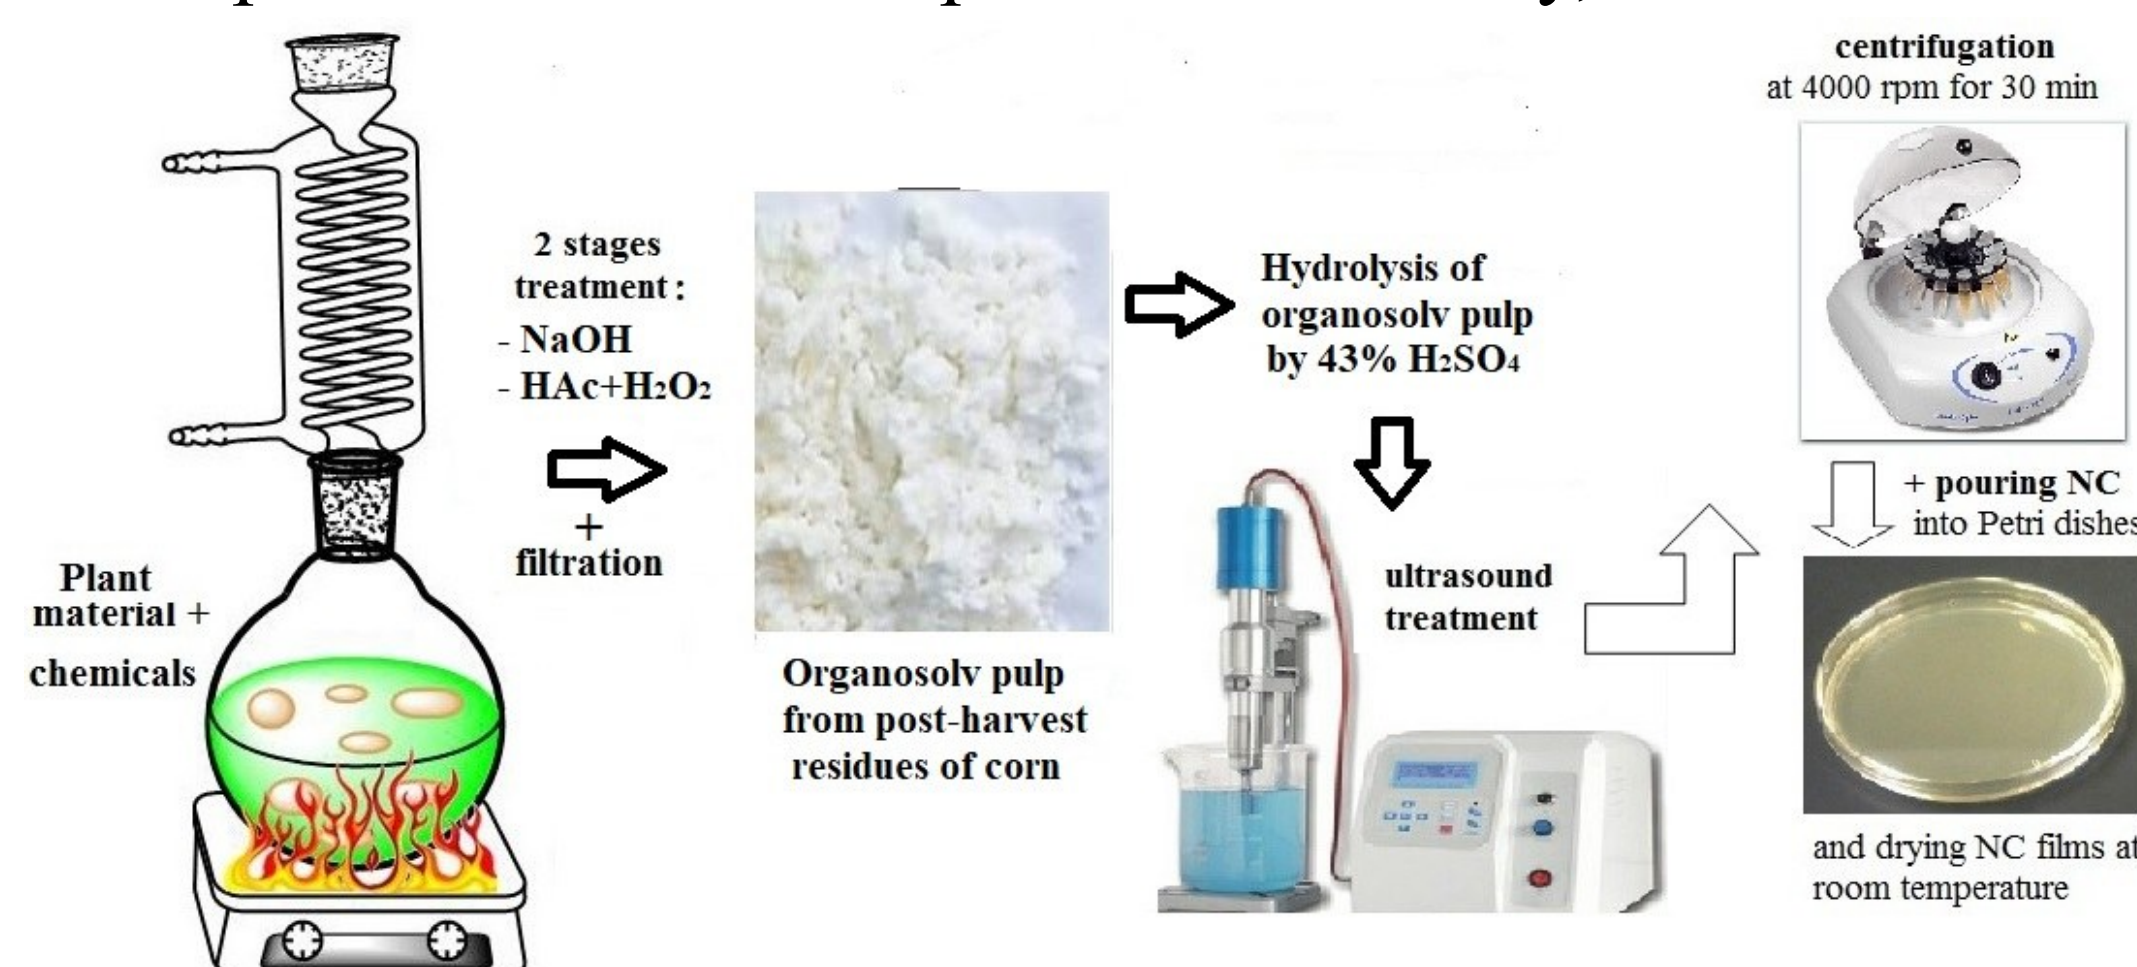 Plant
material +
chemicals
2 stages
treatment :
- NaOH
- HAc+H₂O₂
+
filtration
Organosolv pulp
from post-harvest
residues of corn
Hydrolysis of
organosolv pulp
by 43% H₂SO₄
ultrasound
treatment
centrifugation
at 4000 rpm for 30 min
+ pouring NC
into Petri dishes
and drying NC films at
room temperature